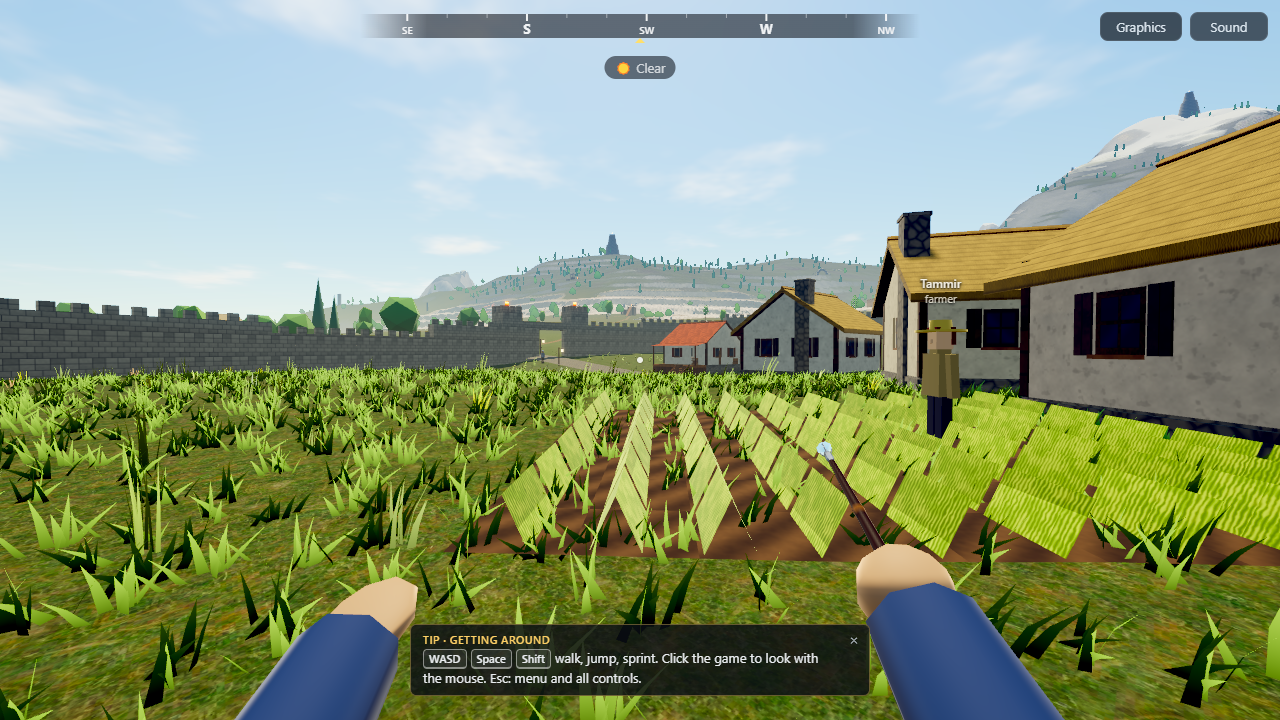 SE S SW W NW
Graphics Sound
Clear
Tammir
farmer
TIP · GETTING AROUND ×
WASD Space Shift walk, jump, sprint. Click the game to look with
the mouse. Esc: menu and all controls.